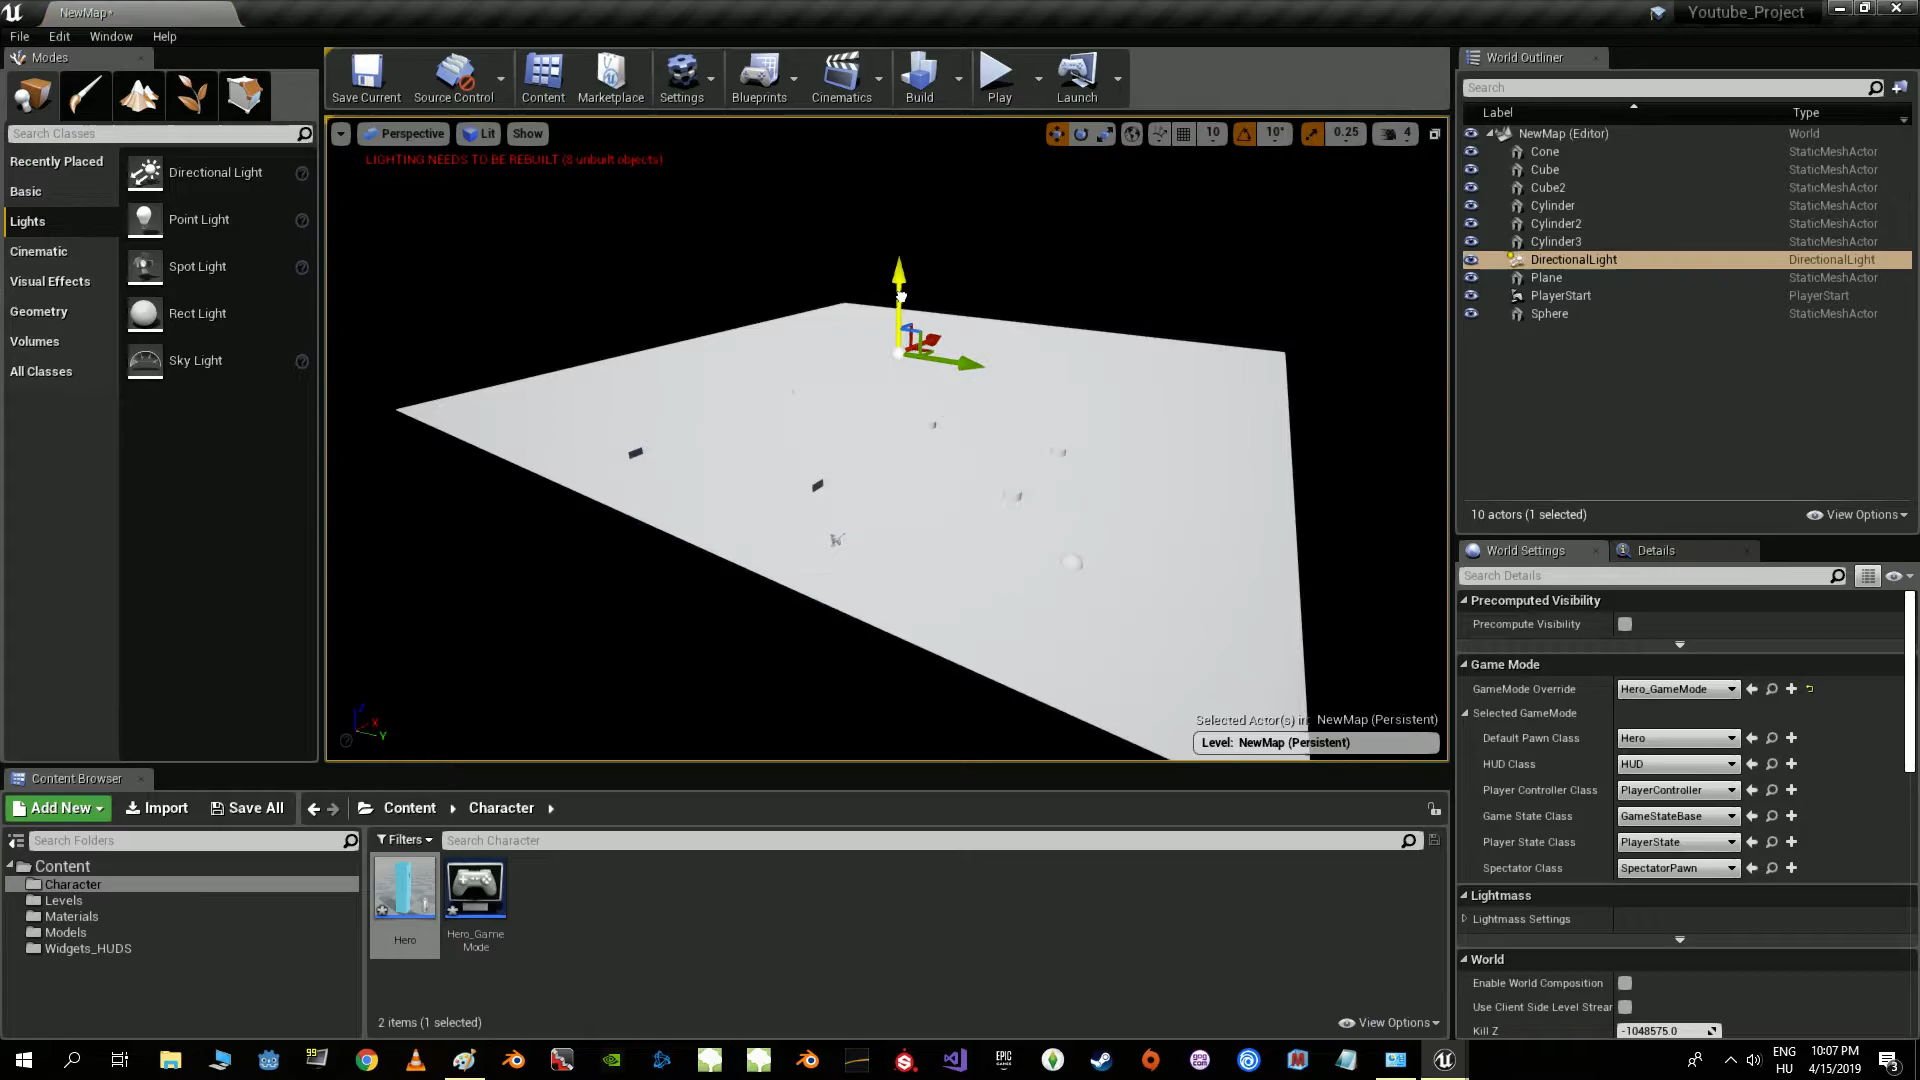 NewMap*
Youtube_Project
File Edit Window Help
Modes
Search Classes
Recently Placed
Basic
Lights
Cinematic
Visual Effects
Geometry
Volumes
All Classes
Directional Light
Point Light
Spot Light
Rect Light
Sky Light
Save Current
Source Control
Content
Marketplace
Settings
Blueprints
Cinematics
Build
Play
Launch
Perspective Lit Show
10 10° 0.25 4
LIGHTING NEEDS TO BE REBUILT (8 unbuilt objects)
Z X Y
Selected Actor(s) in: NewMap (Persistent)
Level: NewMap (Persistent)
World Outliner
Search
Label Type
NewMap (Editor) World
Cone StaticMeshActor
Cube StaticMeshActor
Cube2 StaticMeshActor
Cylinder StaticMeshActor
Cylinder2 StaticMeshActor
Cylinder3 StaticMeshActor
DirectionalLight DirectionalLight
Plane StaticMeshActor
PlayerStart PlayerStart
Sphere StaticMeshActor
10 actors (1 selected)
View Options
World Settings
Details
Search Details
Precomputed Visibility
Precompute Visibility
Game Mode
GameMode Override Hero_GameMode
Selected GameMode
Default Pawn Class Hero
HUD Class HUD
Player Controller Class PlayerController
Game State Class GameStateBase
Player State Class PlayerState
Spectator Class SpectatorPawn
Lightmass
Lightmass Settings
World
Enable World Composition
Use Client Side Level Strear
Kill Z -1048575.0
Content Browser
Add New Import Save All Content Character
Search Folders
Content
Character
Levels
Materials
Models
Widgets_HUDS
Filters
Search Character
Hero
Hero_Game
Mode
2 items (1 selected)
View Options
99
EPIC
GAMES
GOG
COM
ENG
HU
10:07 PM
4/15/2019
3